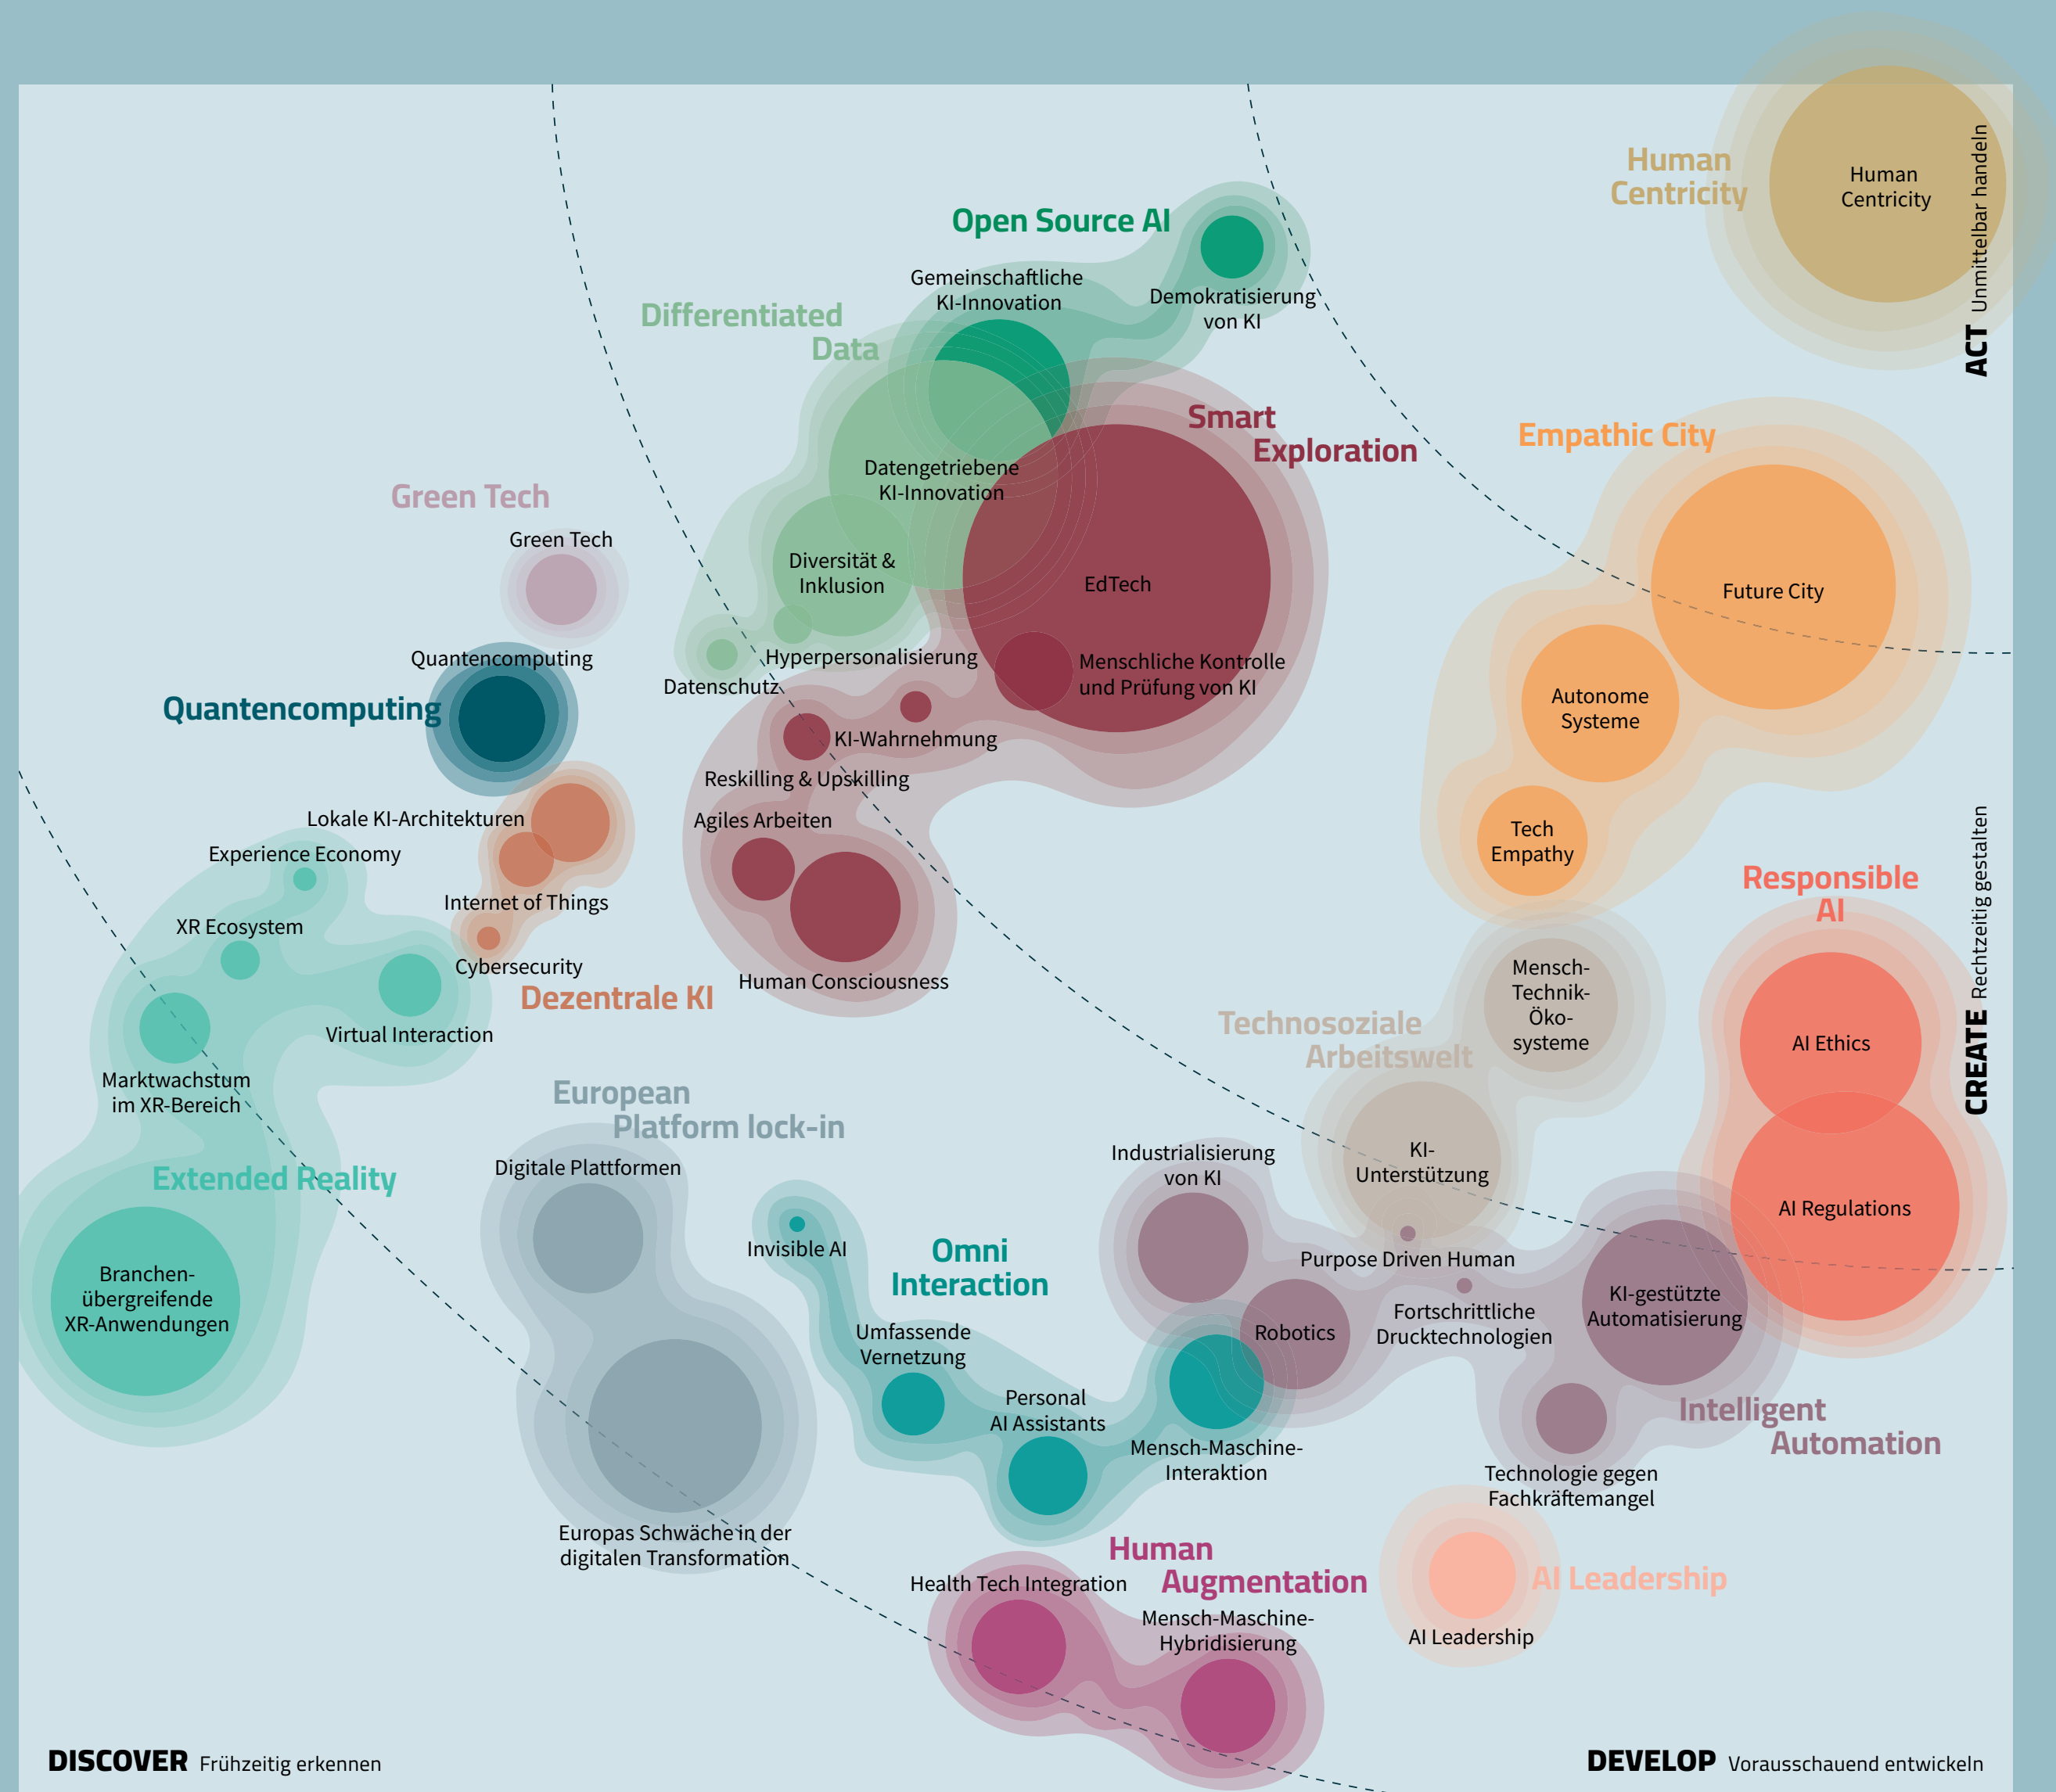 Human
Centricity
Human
Centricity
ACT Unmittelbar handeln
Open Source AI
Gemeinschaftliche
KI-Innovation
Demokratisierung
von KI
Differentiated
Data
Datengetriebene
KI-Innovation
Diversität &
Inklusion
Hyperpersonalisierung
Datenschutz
Smart
Exploration
EdTech
Menschliche Kontrolle
und Prüfung von KI
KI-Wahrnehmung
Reskilling & Upskilling
Agiles Arbeiten
Human Consciousness
Empathic City
Future City
Autonome
Systeme
Tech
Empathy
Green Tech
Green Tech
Quantencomputing
Quantencomputing
Lokale KI-Architekturen
Internet of Things
Cybersecurity
Dezentrale KI
Experience Economy
XR Ecosystem
Virtual Interaction
Marktwachstum
im XR-Bereich
Extended Reality
Branchen-
übergreifende
XR-Anwendungen
Responsible
AI
AI Ethics
AI Regulations
CREATE Rechtzeitig gestalten
Technosoziale
Arbeitswelt
Mensch-
Technik-
Öko-
systeme
KI-
Unterstützung
Purpose Driven Human
European
Platform lock-in
Digitale Plattformen
Europas Schwäche in der
digitalen Transformation
Omni
Interaction
Invisible AI
Umfassende
Vernetzung
Personal
AI Assistants
Mensch-Maschine-
Interaktion
Industrialisierung
von KI
Robotics
Fortschrittliche
Drucktechnologien
KI-gestützte
Automatisierung
Technologie gegen
Fachkräftemangel
Intelligent
Automation
Human
Augmentation
Health Tech Integration
Mensch-Maschine-
Hybridisierung
AI Leadership
AI Leadership
DISCOVER Frühzeitig erkennen
DEVELOP Vorausschauend entwickeln